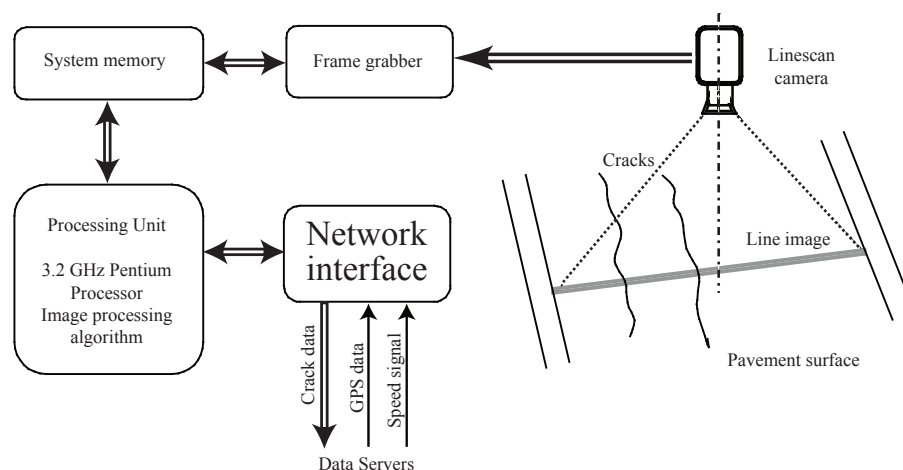 System memory
Frame grabber
Linescan
camera
Cracks
Processing Unit
3.2 GHz Pentium
Processor
Image processing
algorithm
Network
interface
Line image
Crack data
GPS data
Speed signal
Pavement surface
Data Servers